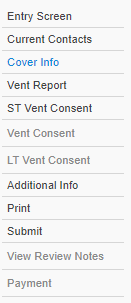 Entry Screen
Current Contacts
Cover Info
Vent Report
ST Vent Consent
Vent Consent
LT Vent Consent
Additional Info
Print
Submit
View Review Notes
Payment